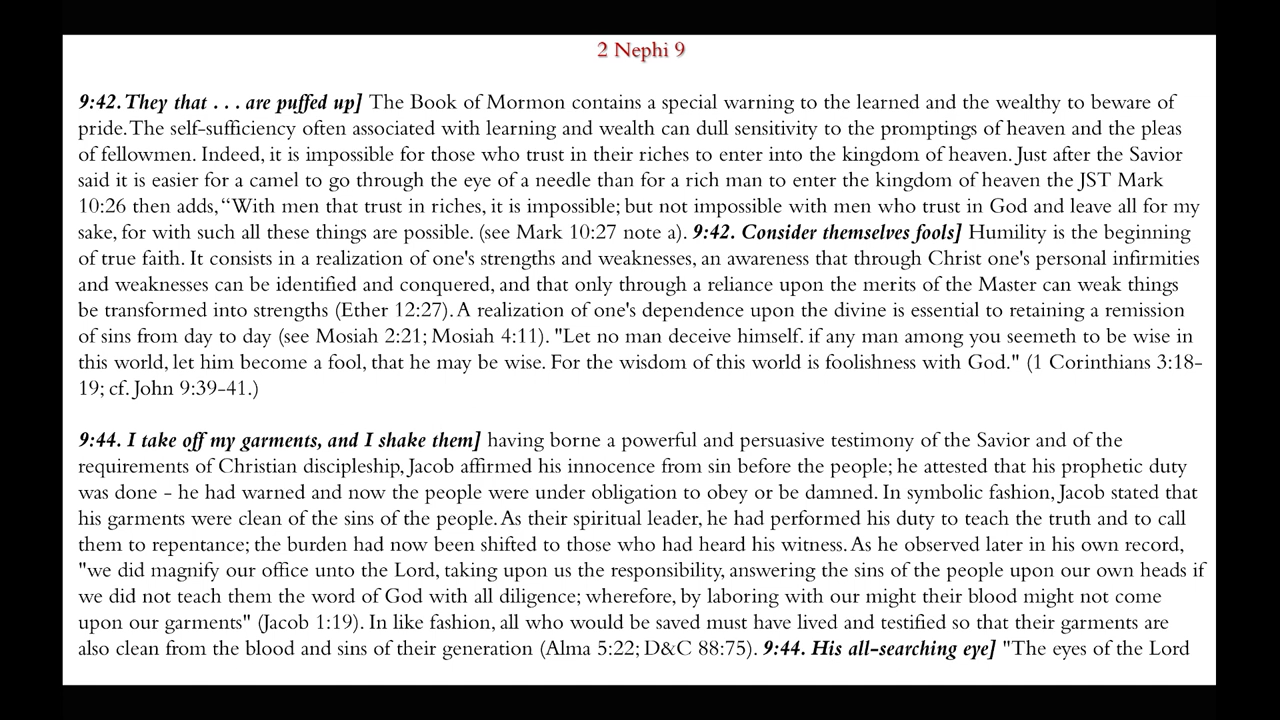 2 Nephi 9
9:42. They that . . . are puffed up] The Book of Mormon contains a special warning to the learned and the wealthy to beware of
pride. The self-sufficiency often associated with learning and wealth can dull sensitivity to the promptings of heaven and the pleas
of fellowmen. Indeed, it is impossible for those who trust in their riches to enter into the kingdom of heaven. Just after the Savior
said it is easier for a camel to go through the eye of a needle than for a rich man to enter the kingdom of heaven the JST Mark
10:26 then adds, “With men that trust in riches, it is impossible; but not impossible with men who trust in God and leave all for my
sake, for with such all these things are possible. (see Mark 10:27 note a). 9:42. Consider themselves fools] Humility is the beginning
of true faith. It consists in a realization of one's strengths and weaknesses, an awareness that through Christ one's personal infirmities
and weaknesses can be identified and conquered, and that only through a reliance upon the merits of the Master can weak things
be transformed into strengths (Ether 12:27). A realization of one's dependence upon the divine is essential to retaining a remission
of sins from day to day (see Mosiah 2:21; Mosiah 4:11). "Let no man deceive himself. if any man among you seemeth to be wise in
this world, let him become a fool, that he may be wise. For the wisdom of this world is foolishness with God." (1 Corinthians 3:18-
19; cf. John 9:39-41.)
9:44. I take off my garments, and I shake them] having borne a powerful and persuasive testimony of the Savior and of the
requirements of Christian discipleship, Jacob affirmed his innocence from sin before the people; he attested that his prophetic duty
was done - he had warned and now the people were under obligation to obey or be damned. In symbolic fashion, Jacob stated that
his garments were clean of the sins of the people. As their spiritual leader, he had performed his duty to teach the truth and to call
them to repentance; the burden had now been shifted to those who had heard his witness. As he observed later in his own record,
"we did magnify our office unto the Lord, taking upon us the responsibility, answering the sins of the people upon our own heads if
we did not teach them the word of God with all diligence; wherefore, by laboring with our might their blood might not come
upon our garments" (Jacob 1:19). In like fashion, all who would be saved must have lived and testified so that their garments are
also clean from the blood and sins of their generation (Alma 5:22; D&C 88:75). 9:44. His all-searching eye] "The eyes of the Lord